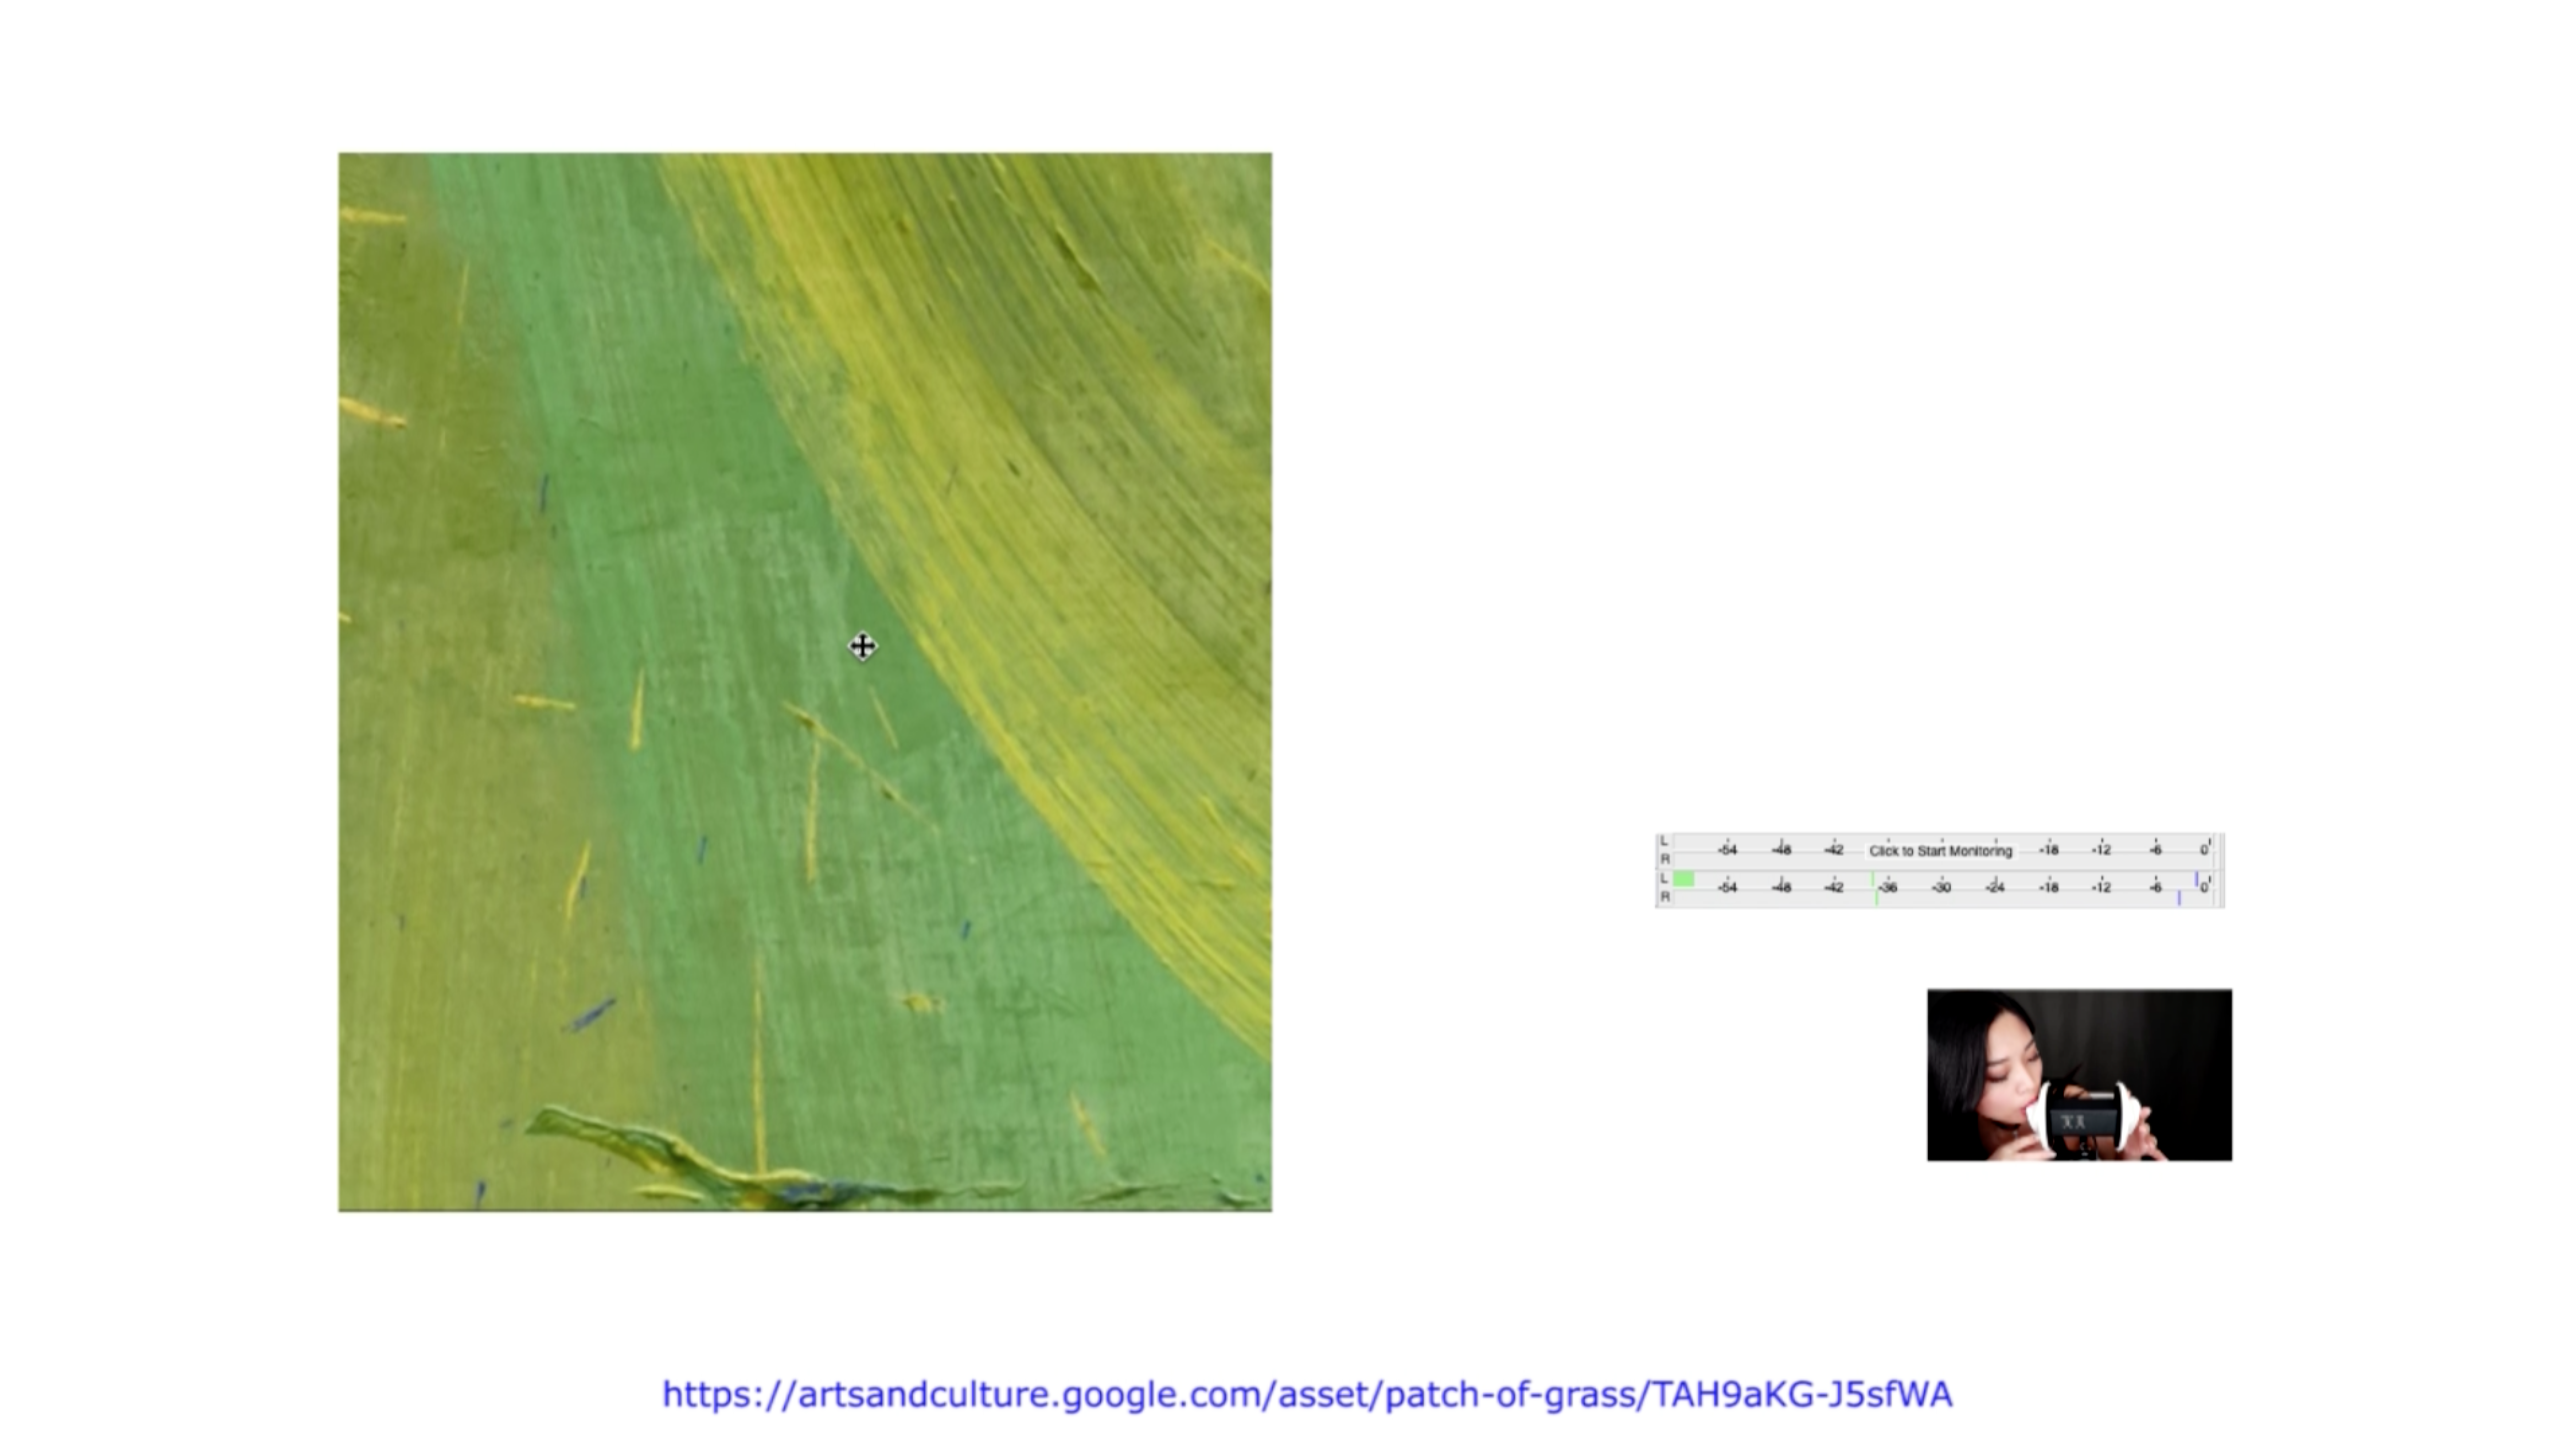 L -54 -48 -42 Click to Start Monitoring -18 -12 -6 0
R
L -54 -48 -42 -36 -30 -24 -18 -12 -6 0
R
https://artsandculture.google.com/asset/patch-of-grass/TAH9aKG-J5sfWA